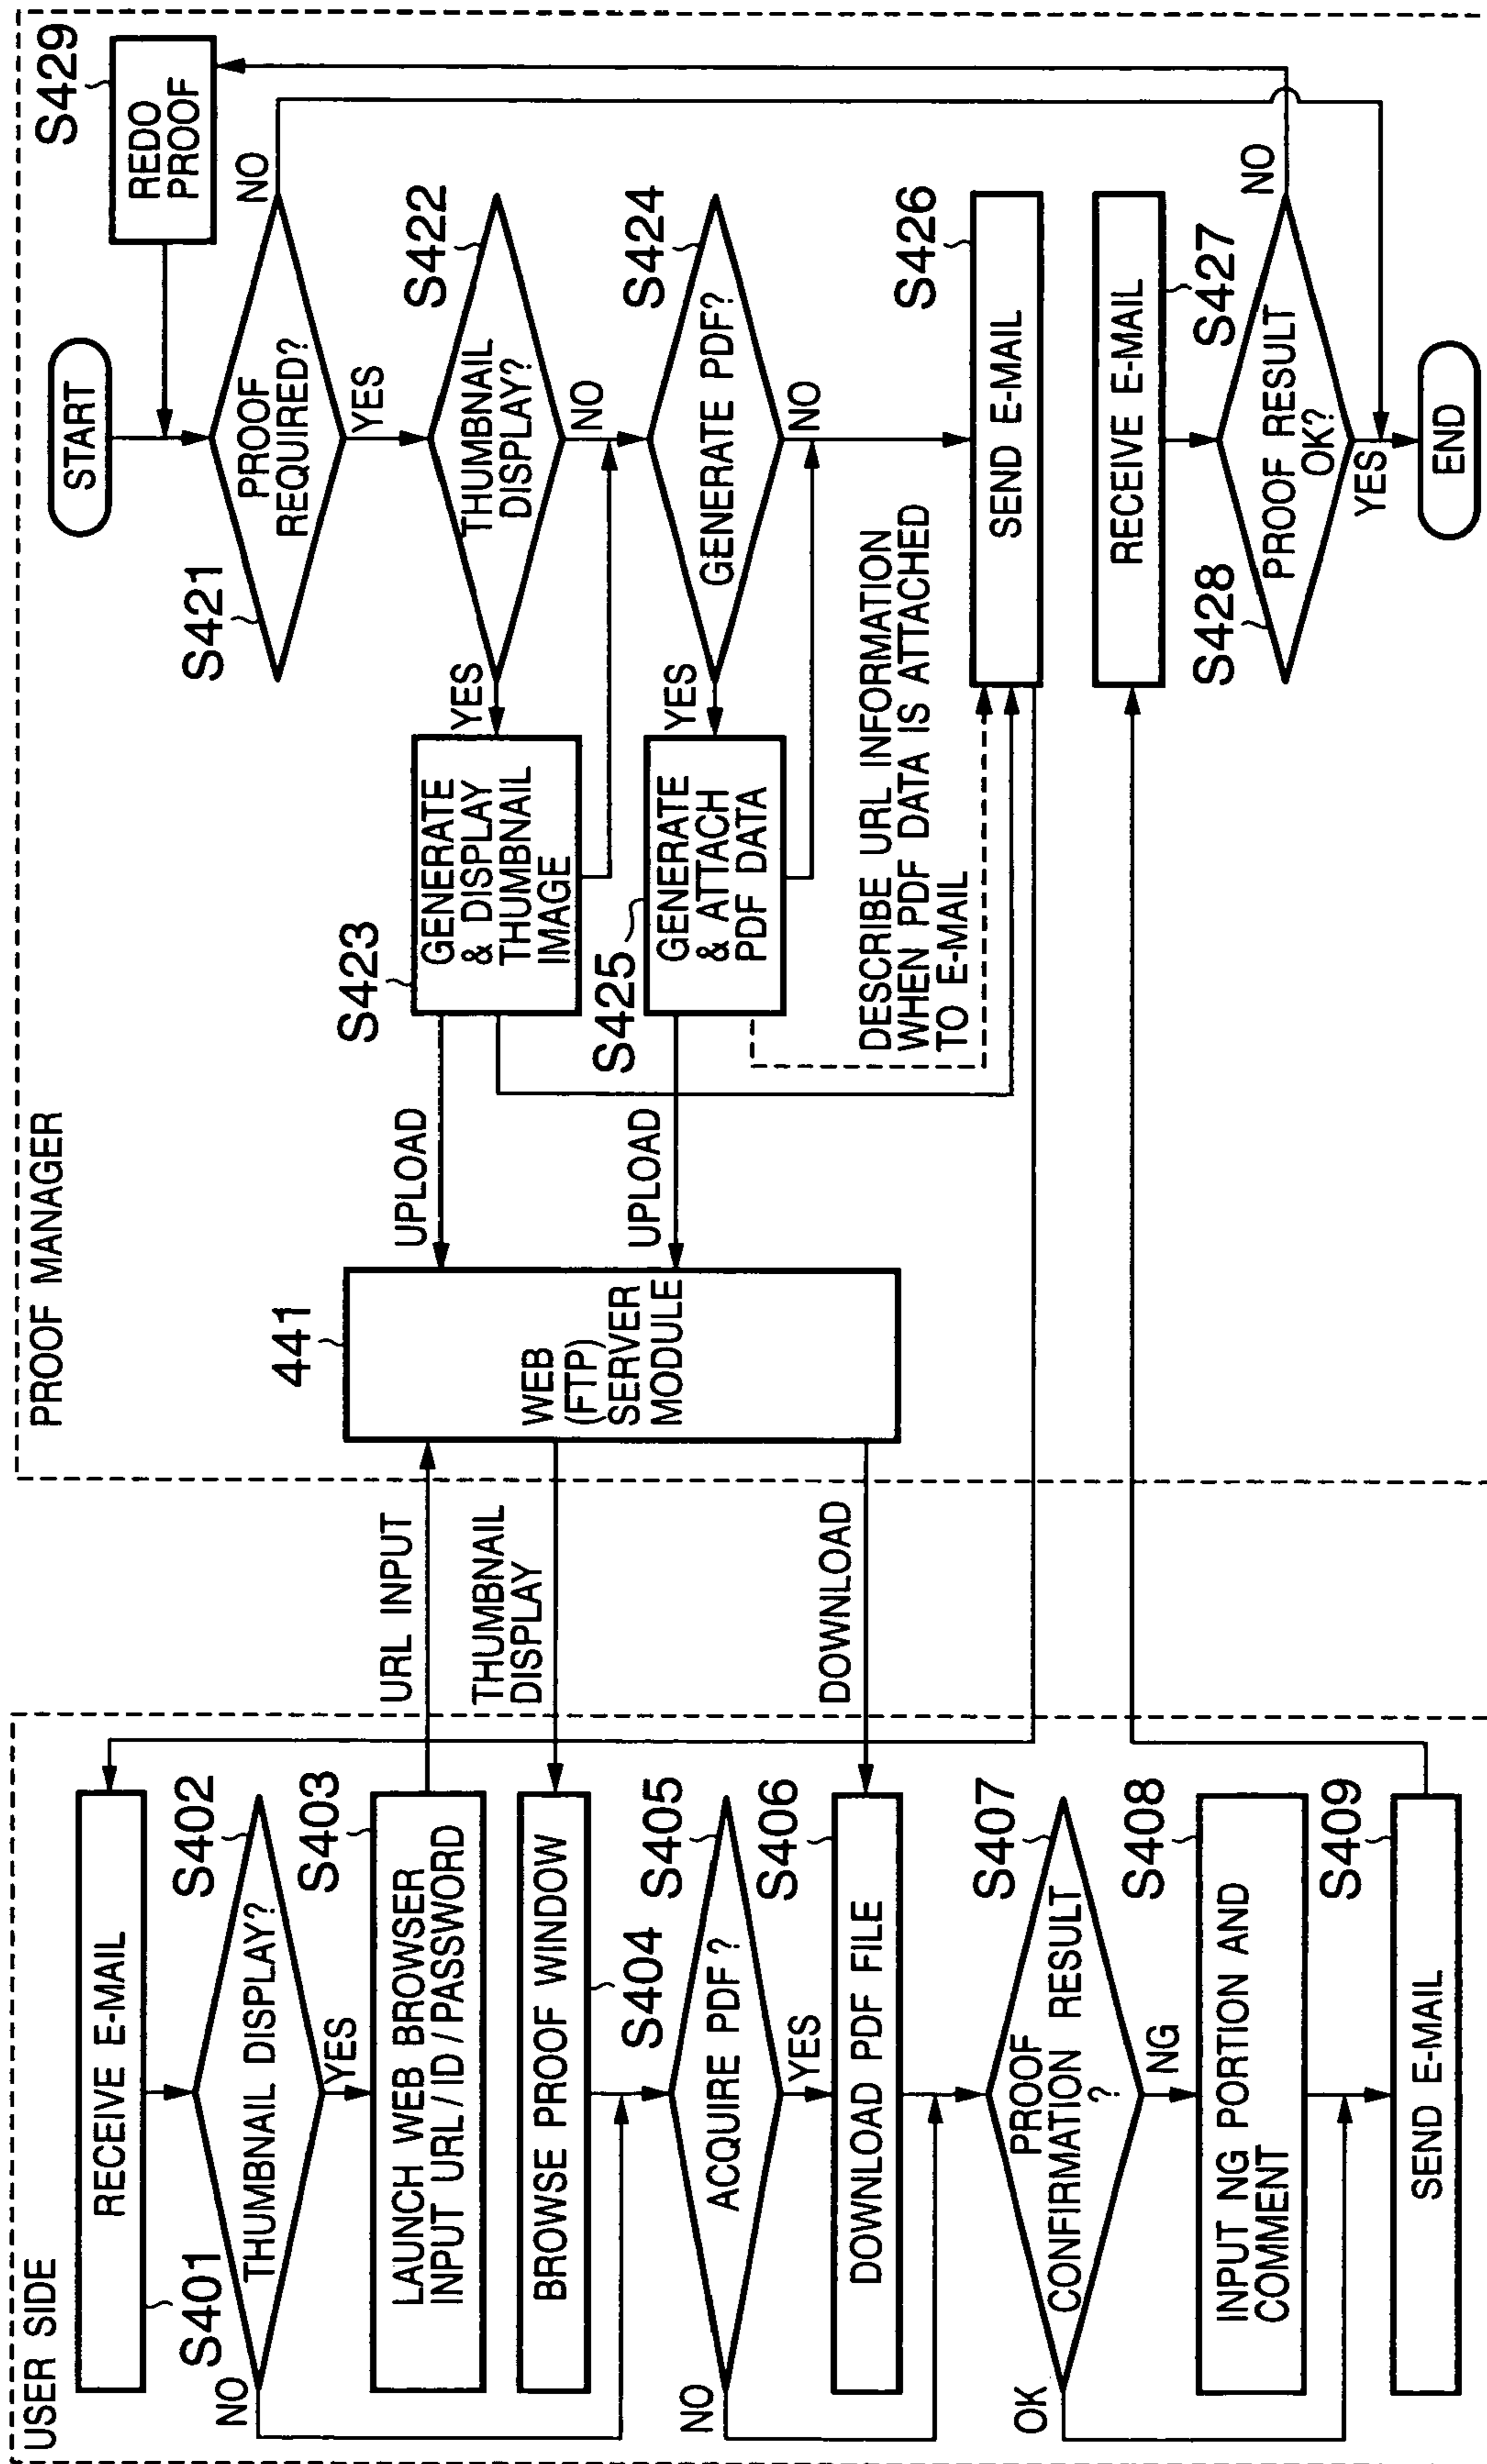 USER SIDE
RECEIVE E-MAIL
S401
THUMBNAIL DISPLAY?
S402
NO
YES
LAUNCH WEB BROWSER
INPUT URL / ID / PASSWORD
S403
BROWSE PROOF WINDOW
S404
ACQUIRE PDF ?
S405
NO
YES
DOWNLOAD PDF FILE
S406
PROOF
CONFIRMATION RESULT
?
S407
OK
NG
INPUT NG PORTION AND
COMMENT
S408
SEND E-MAIL
S409
URL INPUT
THUMBNAIL
DISPLAY
DOWNLOAD
PROOF MANAGER
441
WEB
(FTP)
SERVER
MODULE
UPLOAD
UPLOAD
START
REDO
PROOF
S429
PROOF
REQUIRED?
S421
NO
YES
THUMBNAIL
DISPLAY?
S422
YES
NO
GENERATE
& DISPLAY
THUMBNAIL
IMAGE
S423
GENERATE PDF?
S424
YES
NO
GENERATE
& ATTACH
PDF DATA
S425
DESCRIBE URL INFORMATION
WHEN PDF DATA IS ATTACHED
TO E-MAIL
SEND E-MAIL
S426
RECEIVE E-MAIL
S427
PROOF RESULT
OK?
S428
NO
YES
END